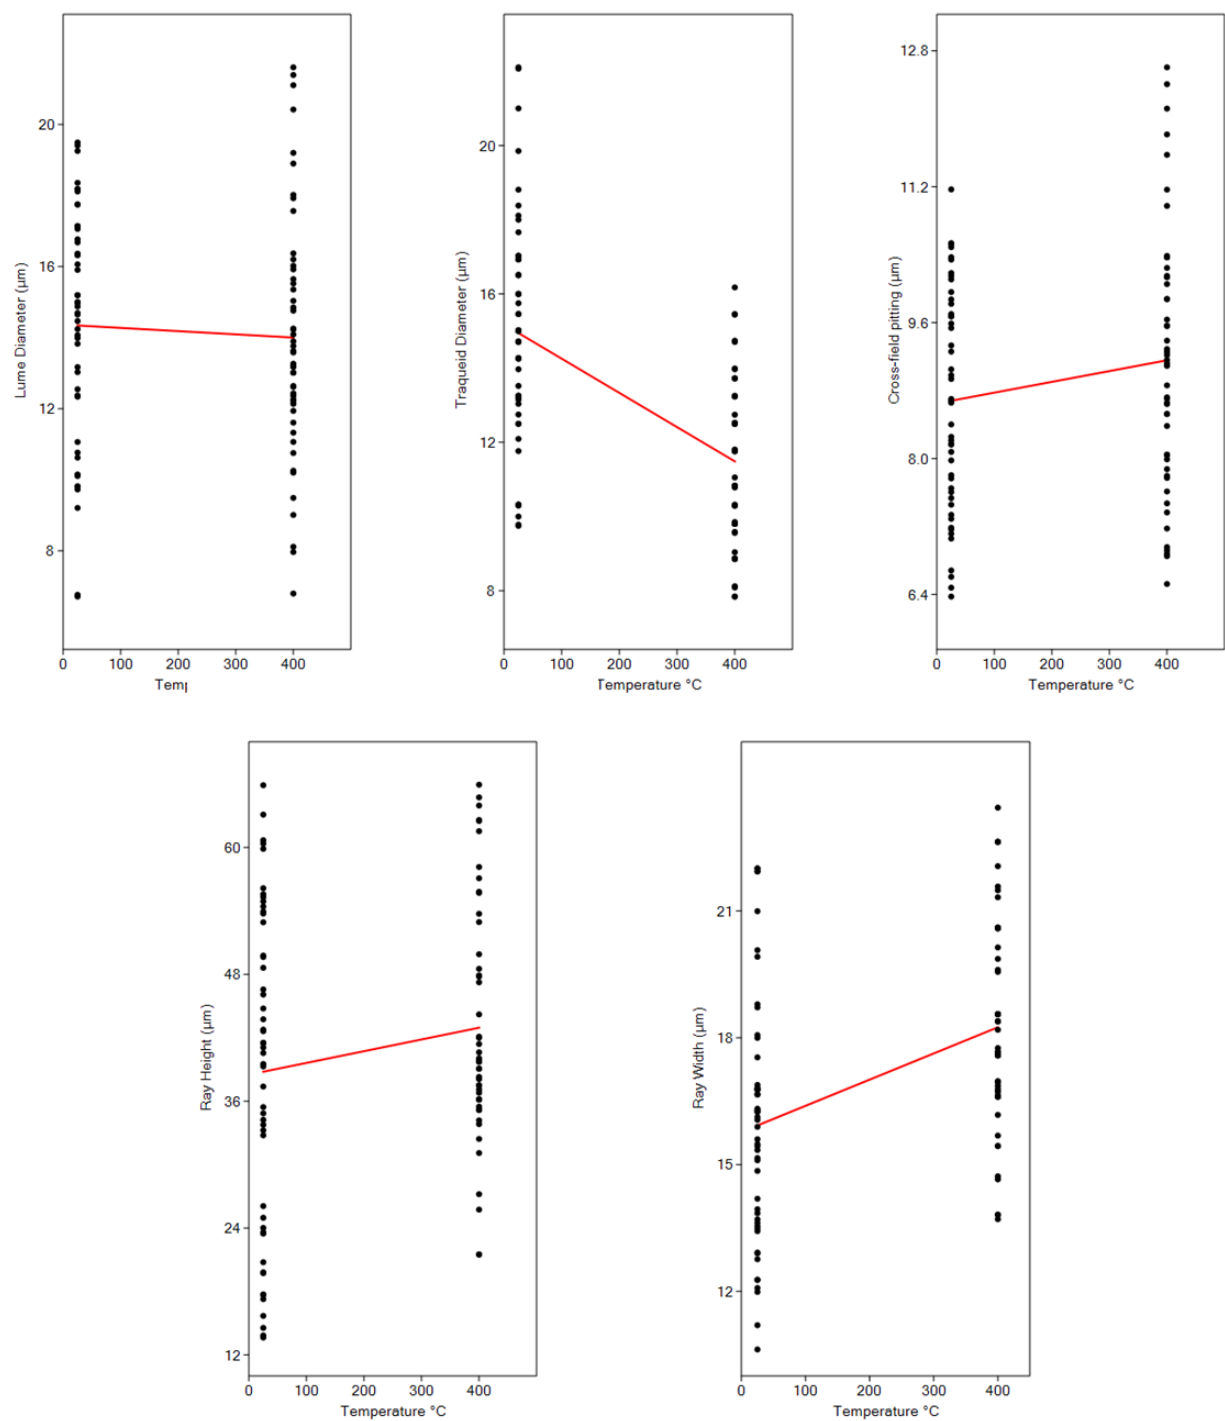 20
16
12
8
Lume Diameter (μm)
0 100 200 300 400
Temp
20
16
12
8
Traqueid Diameter (μm)
0 100 200 300 400
Temperature °C
12.8
11.2
9.6
8.0
6.4
Cross-field pitting (μm)
0 100 200 300 400
Temperature °C
60
48
36
24
12
Ray Height (μm)
0 100 200 300 400
Temperature °C
21
18
15
12
Ray Width (μm)
0 100 200 300 400
Temperature °C